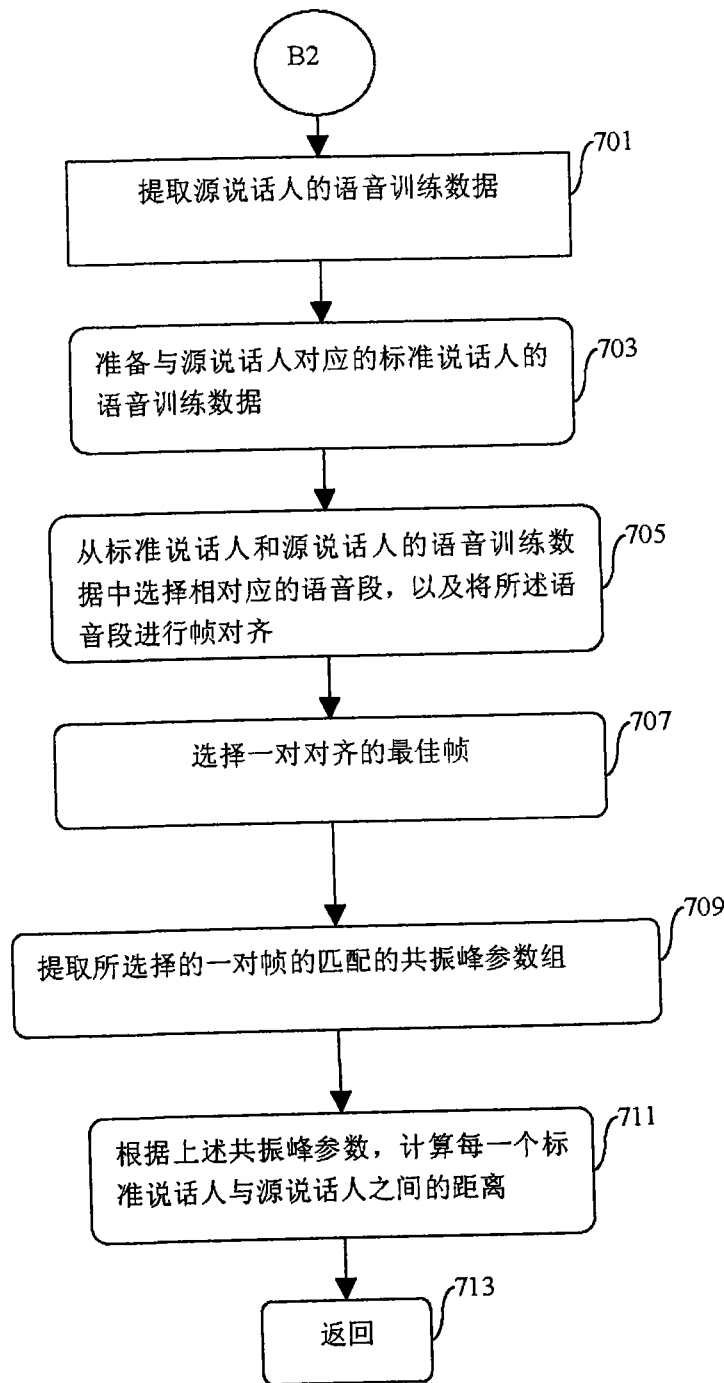 B2
701
提取源说话人的语音训练数据
703
准备与源说话人对应的标准说话人的
语音训练数据
705
从标准说话人和源说话人的语音训练数
据中选择相对应的语音段，以及将所述语
音段进行帧对齐
707
选择一对对齐的最佳帧
709
提取所选择的一对帧的匹配的共振峰参数组
711
根据上述共振峰参数，计算每一个标
准说话人与源说话人之间的距离
713
返回